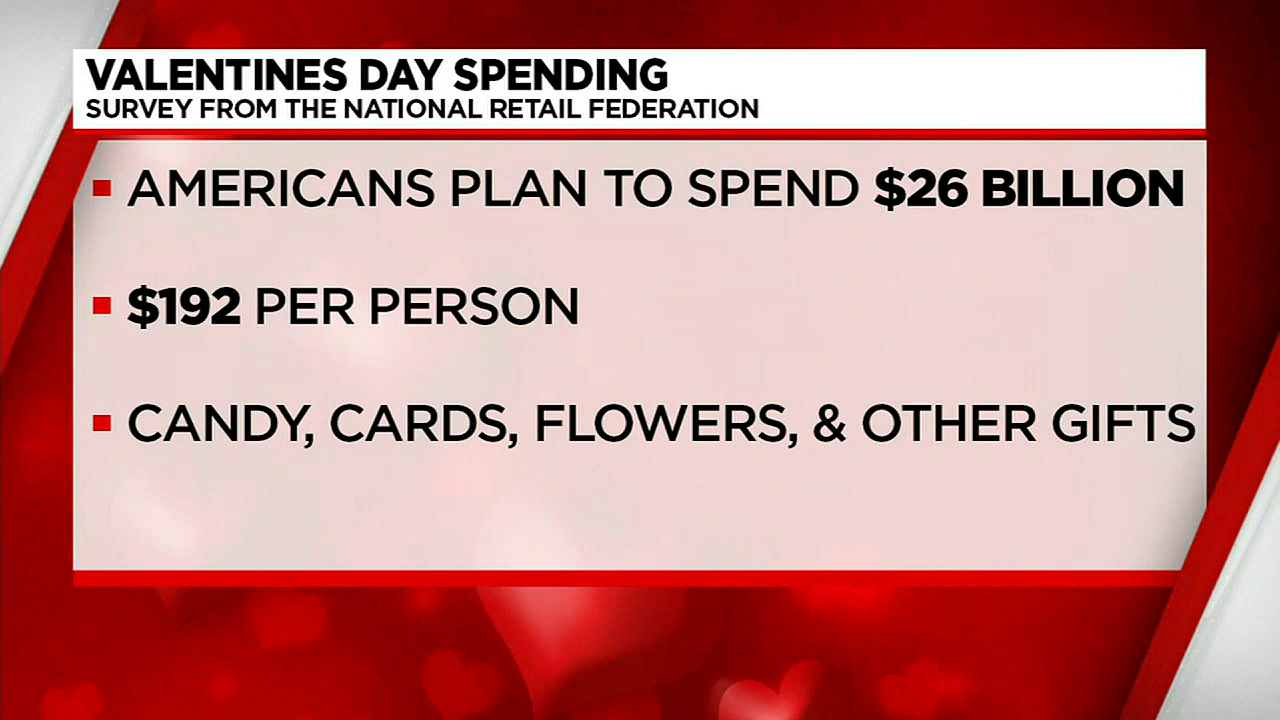 VALENTINES DAY SPENDING
SURVEY FROM THE NATIONAL RETAIL FEDERATION
AMERICANS PLAN TO SPEND $26 BILLION
$192 PER PERSON
CANDY, CARDS, FLOWERS, & OTHER GIFTS